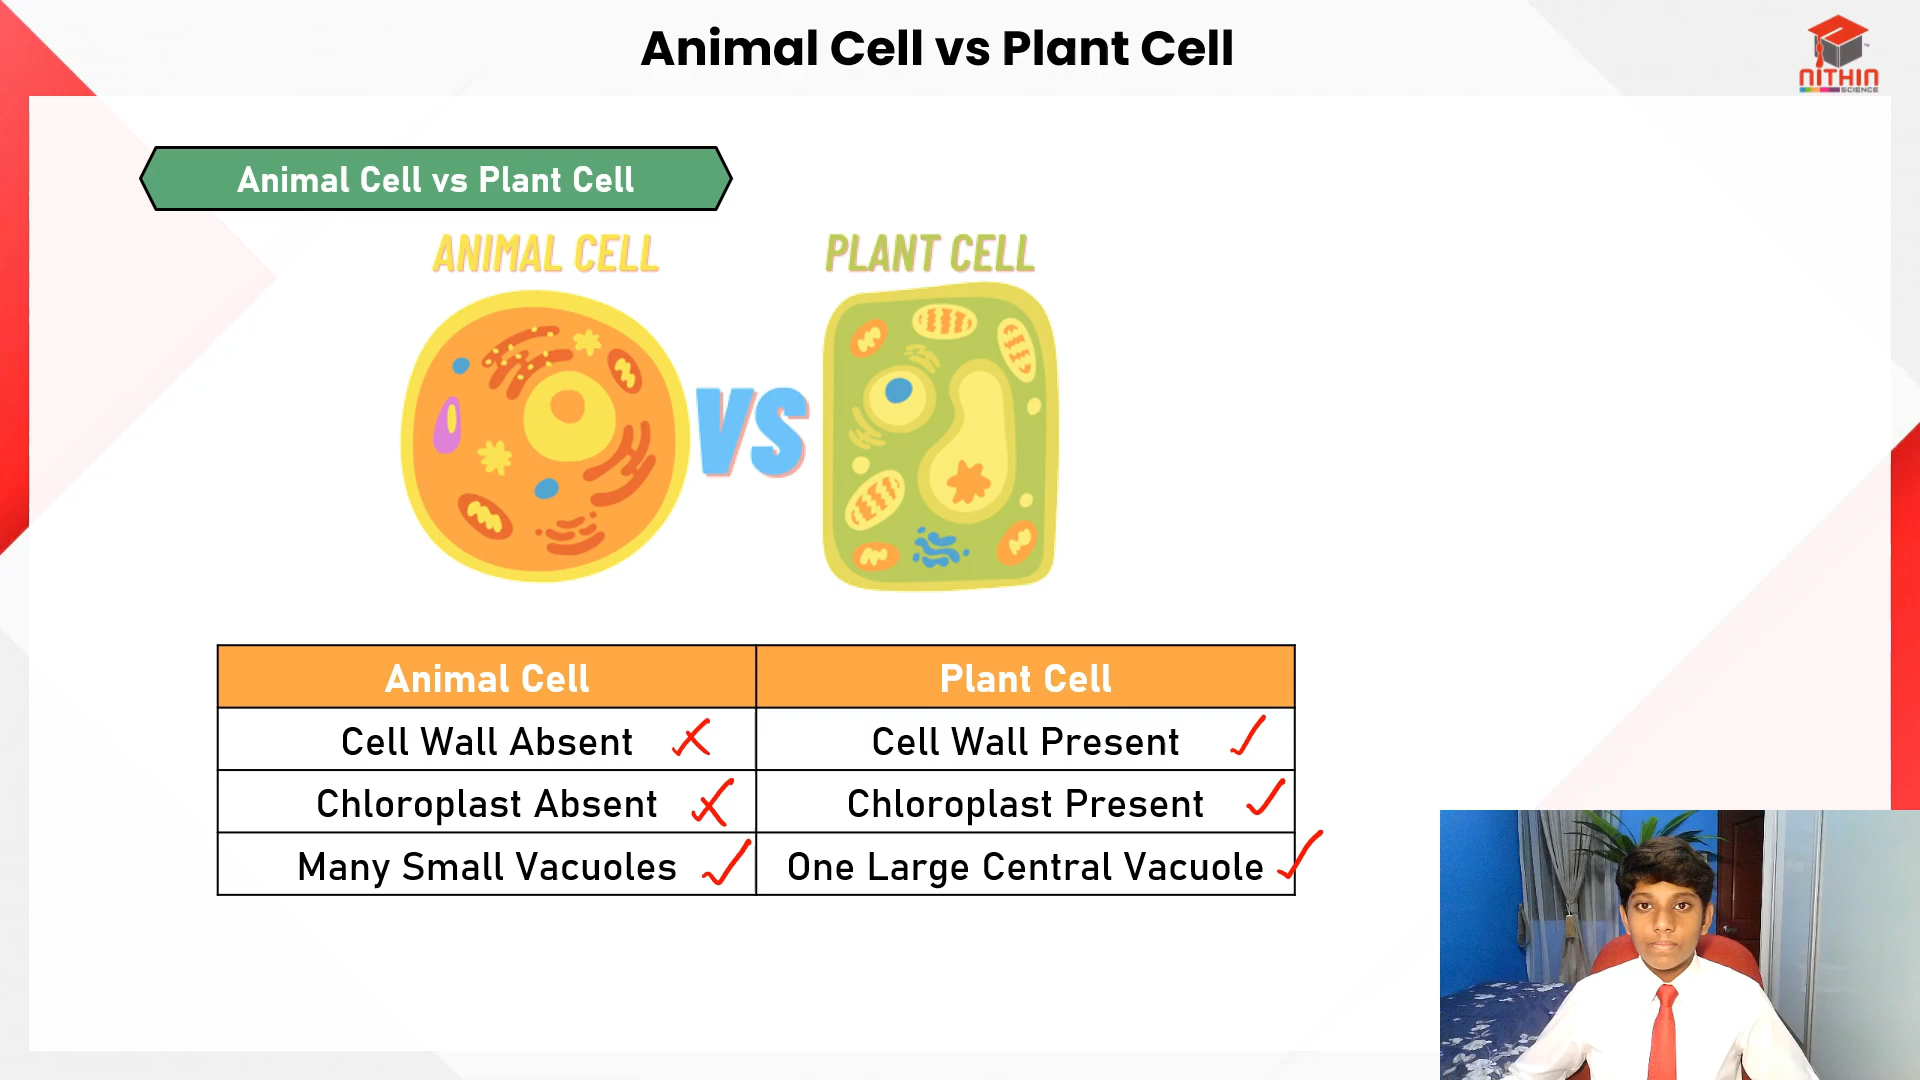 Animal Cell vs Plant Cell
NITHIN
SCIENCE
Animal Cell vs Plant Cell
ANIMAL CELL
PLANT CELL
VS
Animal Cell
Plant Cell
Cell Wall Absent
Cell Wall Present
Chloroplast Absent
Chloroplast Present
Many Small Vacuoles
One Large Central Vacuole